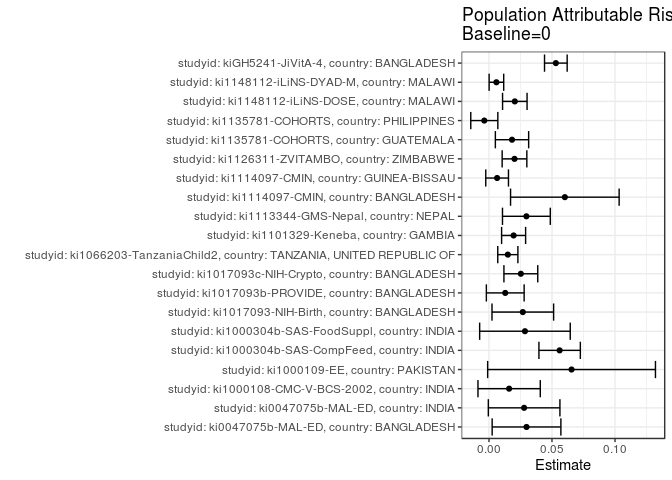 Population Attributable Ris
Baseline=0
studyid: kiGH5241-JiVitA-4, country: BANGLADESH
studyid: ki1148112-iLiNS-DYAD-M, country: MALAWI
studyid: ki1148112-iLiNS-DOSE, country: MALAWI
studyid: ki1135781-COHORTS, country: PHILIPPINES
studyid: ki1135781-COHORTS, country: GUATEMALA
studyid: ki1126311-ZVITAMBO, country: ZIMBABWE
studyid: ki1114097-CMIN, country: GUINEA-BISSAU
studyid: ki1114097-CMIN, country: BANGLADESH
studyid: ki1113344-GMS-Nepal, country: NEPAL
studyid: ki1101329-Keneba, country: GAMBIA
studyid: ki1066203-TanzaniaChild2, country: TANZANIA, UNITED REPUBLIC OF
studyid: ki1017093c-NIH-Crypto, country: BANGLADESH
studyid: ki1017093b-PROVIDE, country: BANGLADESH
studyid: ki1017093-NIH-Birth, country: BANGLADESH
studyid: ki1000304b-SAS-FoodSuppl, country: INDIA
studyid: ki1000304b-SAS-CompFeed, country: INDIA
studyid: ki1000109-EE, country: PAKISTAN
studyid: ki1000108-CMC-V-BCS-2002, country: INDIA
studyid: ki0047075b-MAL-ED, country: INDIA
studyid: ki0047075b-MAL-ED, country: BANGLADESH
0.00 0.05 0.10
Estimate